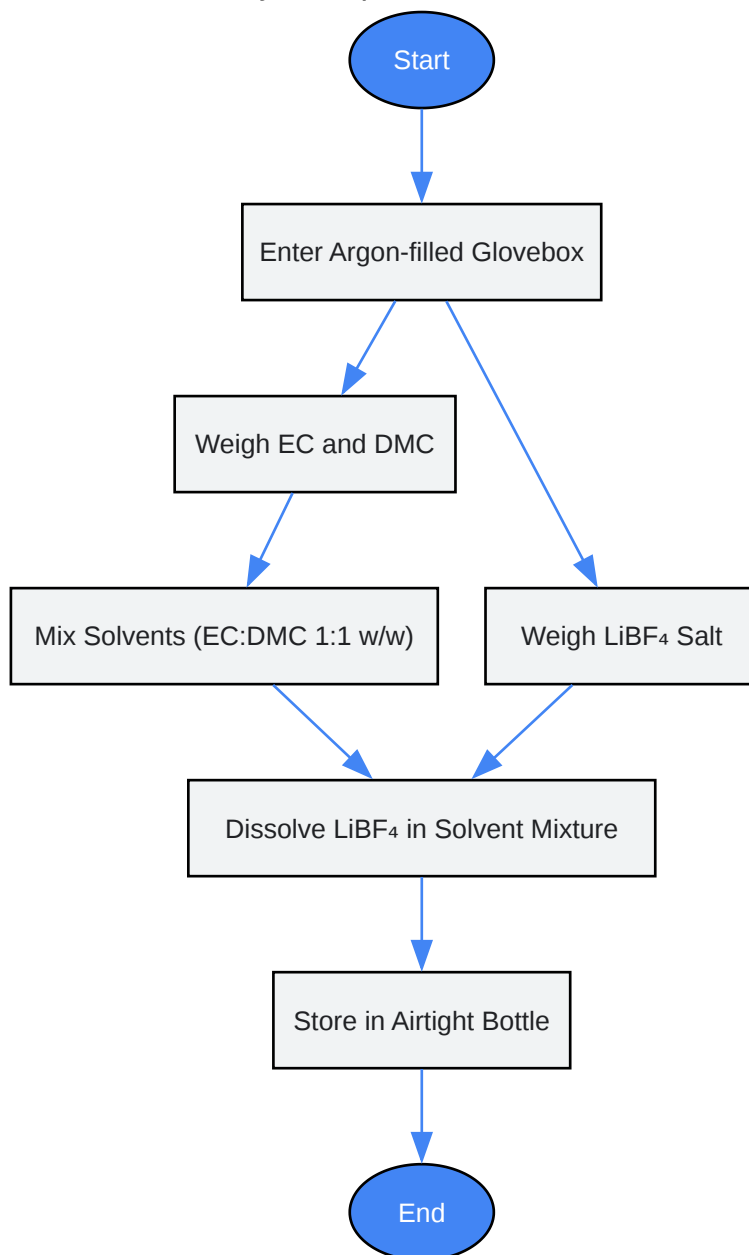 Start
Enter Argon-filled Glovebox
Weigh EC and DMC
Mix Solvents (EC:DMC 1:1 w/w)
Weigh LiBF₄ Salt
Dissolve LiBF₄ in Solvent Mixture
Store in Airtight Bottle
End